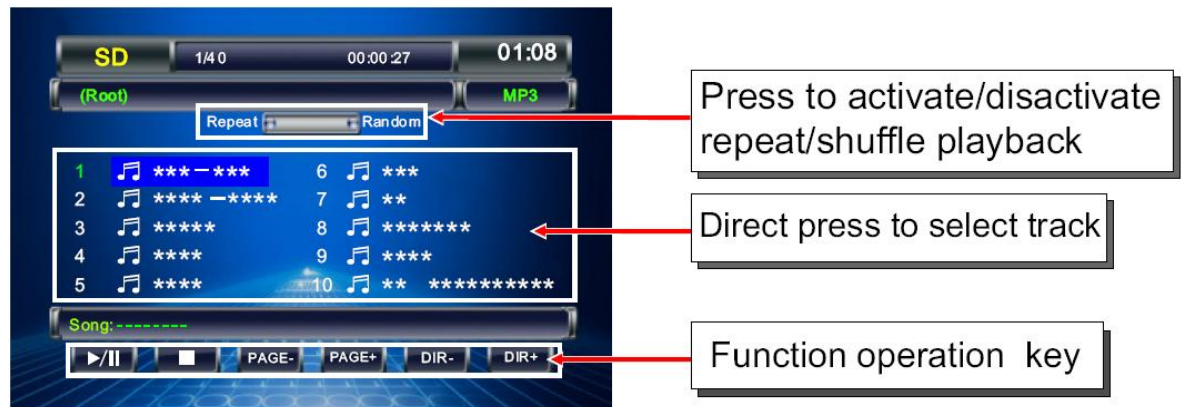 SD 1/40 00:00:27 01:08
(Root) MP3
Repeat Random
1 ***－*** 6 ***
2 **** －**** 7 **
3 ***** 8 *******
4 **** 9 ****
5 **** 10 ** **********
Song:--------
▶/II ■ PAGE- PAGE+ DIR- DIR+
Press to activate/disactivate
repeat/shuffle playback
Direct press to select track
Function operation key